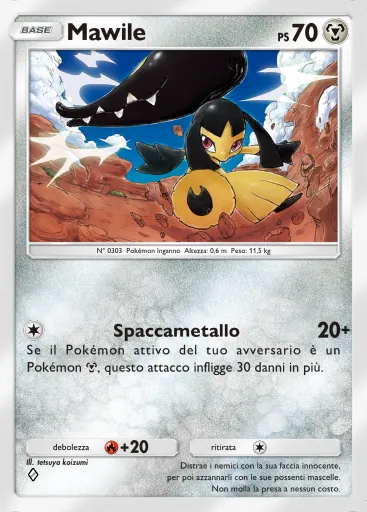 BASE Mawile PS 70
N° 0303 Pokémon Inganno Altezza: 0,6 m Peso: 11,5 kg
Spaccametallo 20+
Se il Pokémon attivo del tuo avversario è un
Pokémon , questo attacco infligge 30 danni in più.
debolezza +20 ritirata
Ill. tetsuya koizumi
Distrae i nemici con la sua faccia innocente,
per poi azzannarli con le sue possenti mascelle.
Non molla la presa a nessun costo.